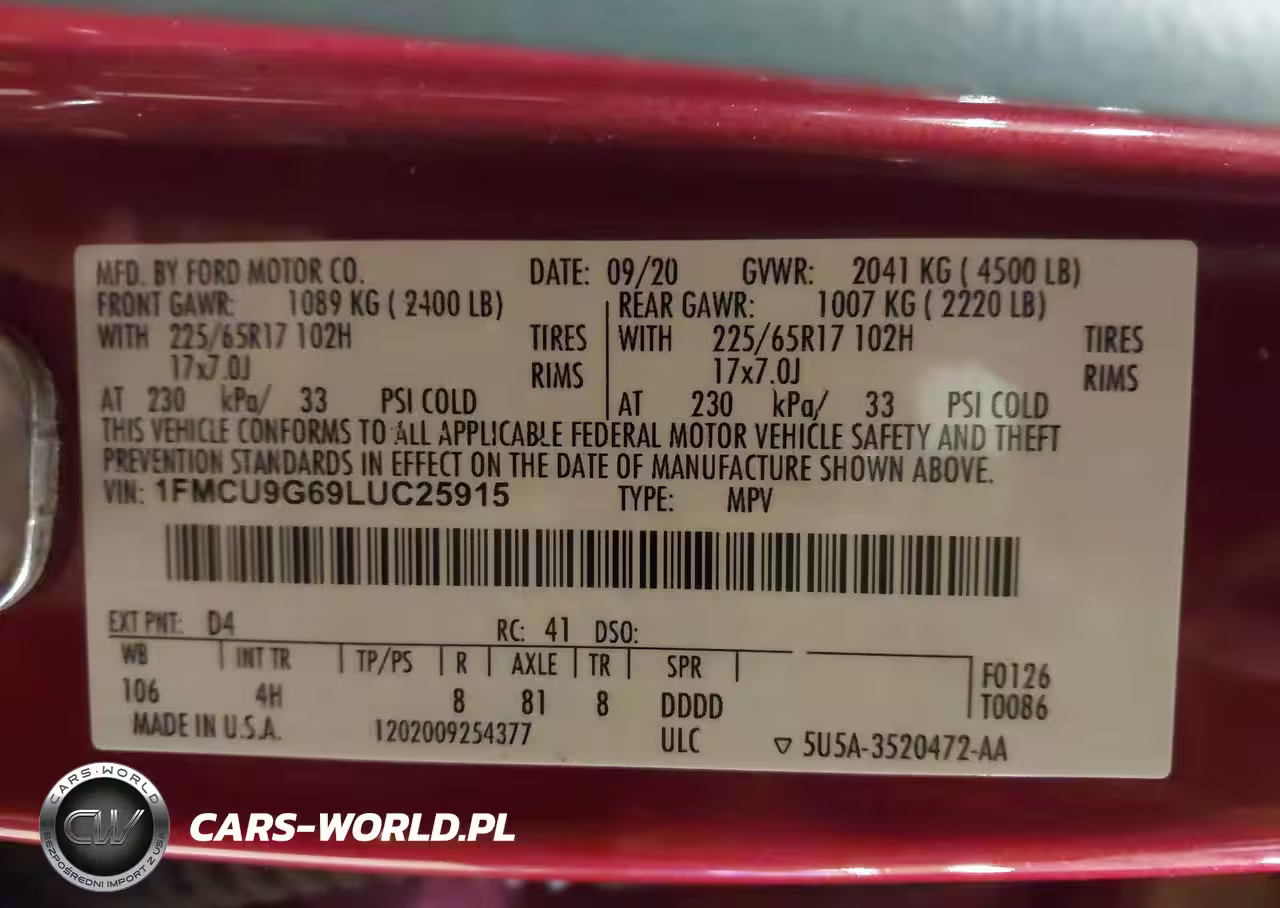 MFD. BY FORD MOTOR CO. DATE: 09/20 GVWR: 2041 KG ( 4500 LB)
FRONT GAWR: 1089 KG ( 2400 LB) REAR GAWR: 1007 KG ( 2220 LB)
WITH 225/65R17 102H TIRES WITH 225/65R17 102H TIRES
17x7.0J RIMS 17x7.0J RIMS
AT 230 kPa/ 33 PSI COLD AT 230 kPa/ 33 PSI COLD
THIS VEHICLE CONFORMS TO ALL APPLICABLE FEDERAL MOTOR VEHICLE SAFETY AND THEFT
PREVENTION STANDARDS IN EFFECT ON THE DATE OF MANUFACTURE SHOWN ABOVE.
VIN: 1FMCU9G69LUC25915 TYPE: MPV
EXT PNT: D4 RC: 41 DSO:
WB INT TR TP/PS R AXLE TR SPR F0126
106 4H 8 81 8 DDDD T0086
MADE IN U.S.A. 1202009254377 ULC ▽ 5U5A-3520472-AA
CARS-WORLD
CW
BEZPOŚREDNI IMPORT Z USA
CARS-WORLD.PL